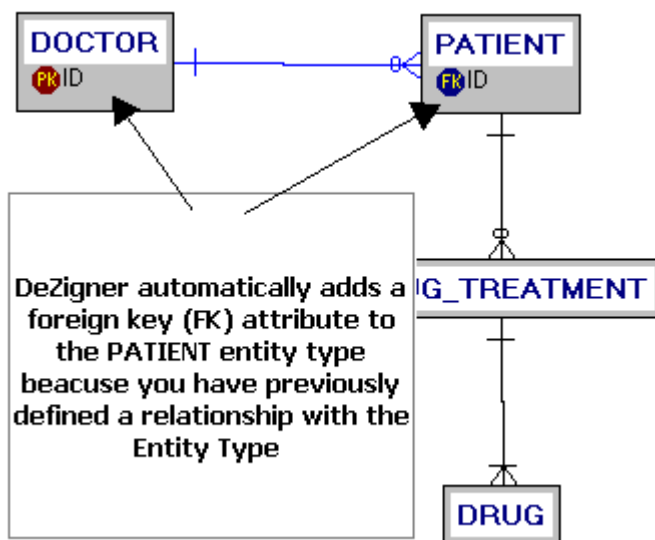 DOCTOR
PK ID
PATIENT
FK ID
DeZigner automatically adds a
foreign key (FK) attribute to
the PATIENT entity type
beacuse you have previously
defined a relationship with the
Entity Type
UG_TREATMENT
DRUG